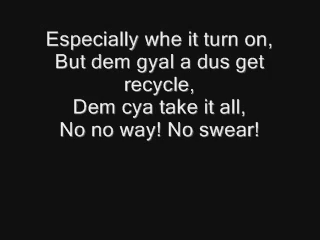 Especially whe it turn on,
But dem gyal a dus get
recycle,
Dem cya take it all,
No no way! No swear!